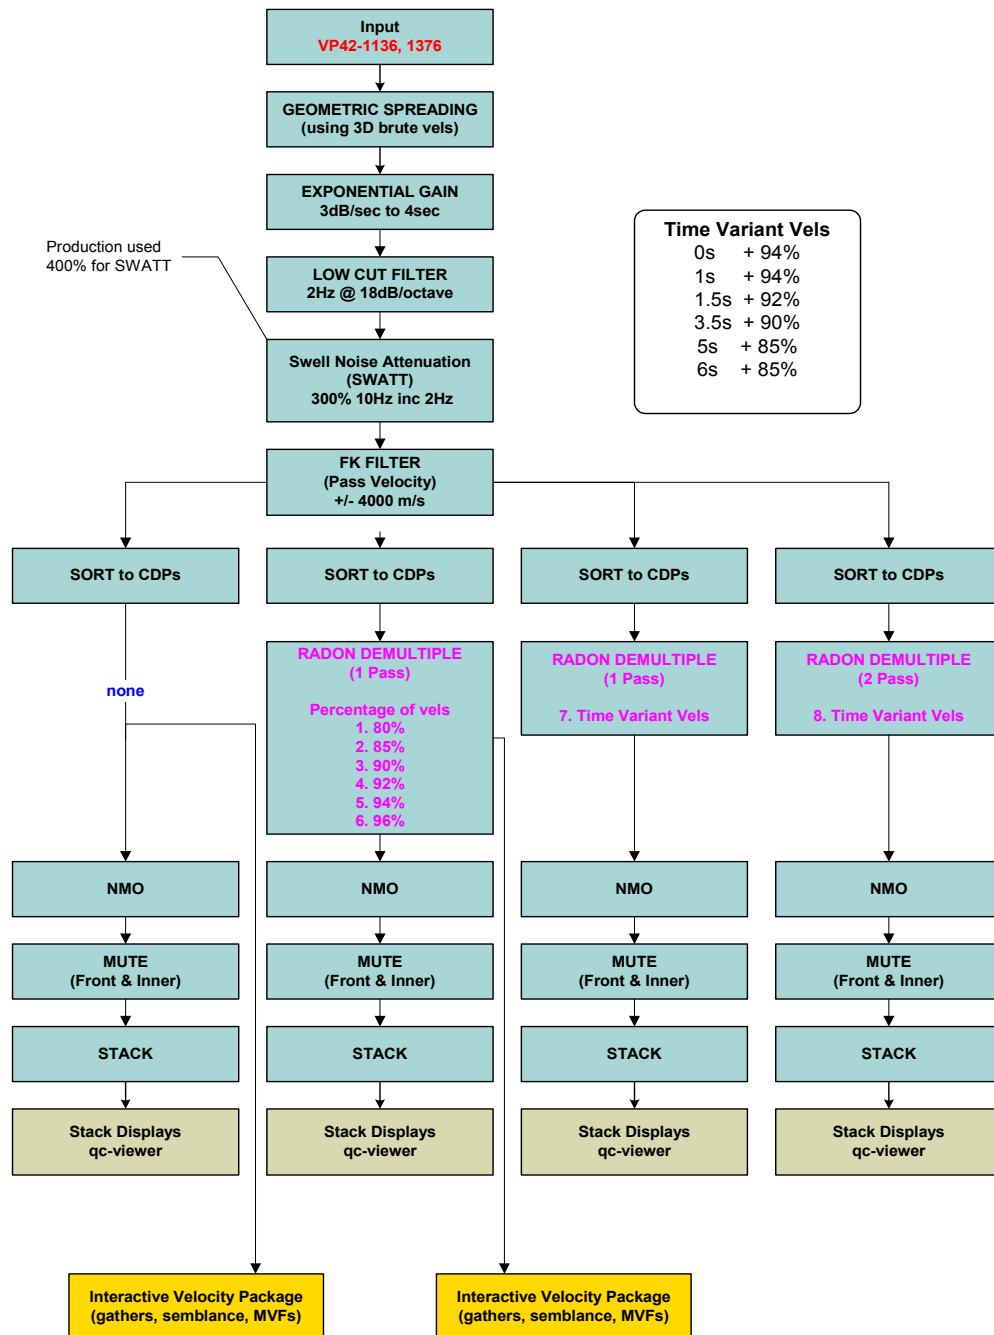 Input
VP42-1136, 1376
GEOMETRIC SPREADING
(using 3D brute vels)
EXPONENTIAL GAIN
3dB/sec to 4sec
Production used
400% for SWATT
LOW CUT FILTER
2Hz @ 18dB/octave
Time Variant Vels
0s + 94%
1s + 94%
1.5s + 92%
3.5s + 90%
5s + 85%
6s + 85%
Swell Noise Attenuation
(SWATT)
300% 10Hz inc 2Hz
FK FILTER
(Pass Velocity)
+/- 4000 m/s
SORT to CDPs
SORT to CDPs
SORT to CDPs
SORT to CDPs
none
RADON DEMULTIPLE
(1 Pass)
Percentage of vels
1. 80%
2. 85%
3. 90%
4. 92%
5. 94%
6. 96%
RADON DEMULTIPLE
(1 Pass)
7. Time Variant Vels
RADON DEMULTIPLE
(2 Pass)
8. Time Variant Vels
NMO
NMO
NMO
NMO
MUTE
(Front & Inner)
MUTE
(Front & Inner)
MUTE
(Front & Inner)
MUTE
(Front & Inner)
STACK
STACK
STACK
STACK
Stack Displays
qc-viewer
Stack Displays
qc-viewer
Stack Displays
qc-viewer
Stack Displays
qc-viewer
Interactive Velocity Package
(gathers, semblance, MVFs)
Interactive Velocity Package
(gathers, semblance, MVFs)